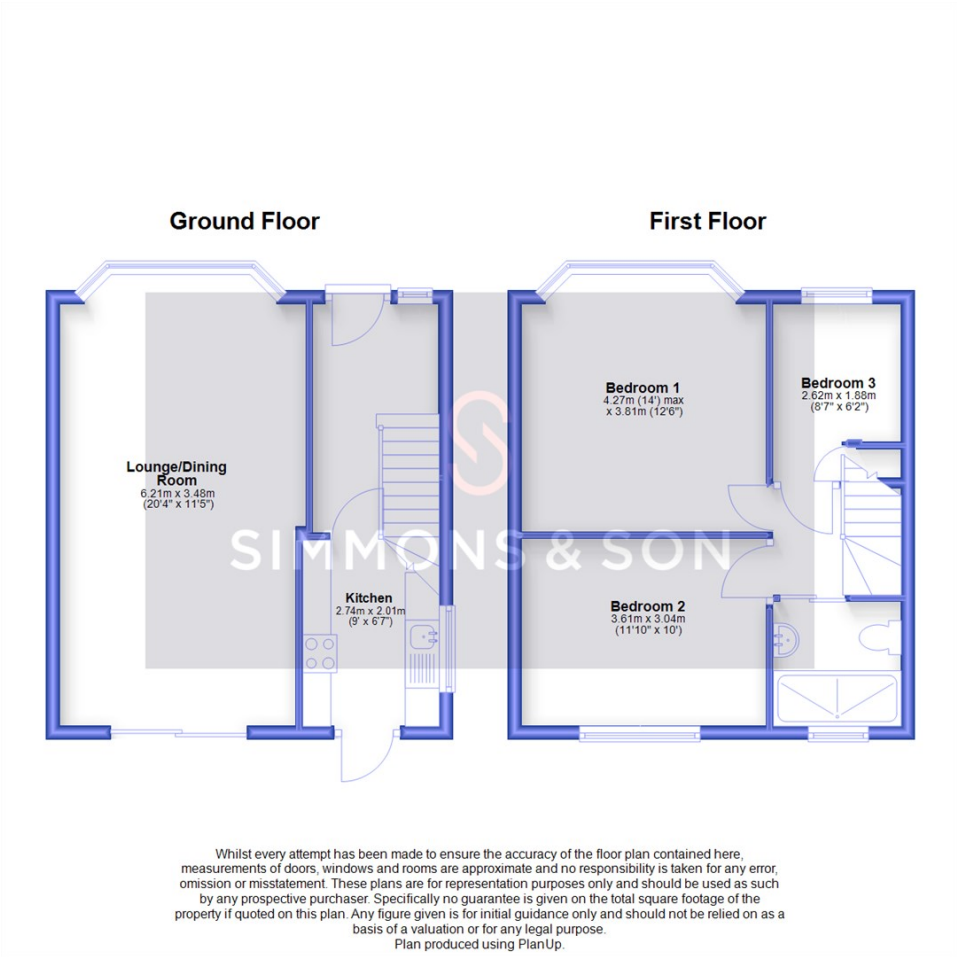 Ground Floor
First Floor
Lounge/Dining
Room
6.21m x 3.48m
(20'4" x 11'5")
Kitchen
2.74m x 2.01m
(9' x 6'7")
Bedroom 1
4.27m (14') max
x 3.81m (12'6")
Bedroom 3
2.62m x 1.88m
(8'7" x 6'2")
Bedroom 2
3.61m x 3.04m
(11'10" x 10')
SIMMONS & SON
Whilst every attempt has been made to ensure the accuracy of the floor plan contained here,
measurements of doors, windows and rooms are approximate and no responsibility is taken for any error,
omission or misstatement. These plans are for representation purposes only and should be used as such
by any prospective purchaser. Specifically no guarantee is given on the total square footage of the
property if quoted on this plan. Any figure given is for initial guidance only and should not be relied on as a
basis of a valuation or for any legal purpose.
Plan produced using PlanUp.